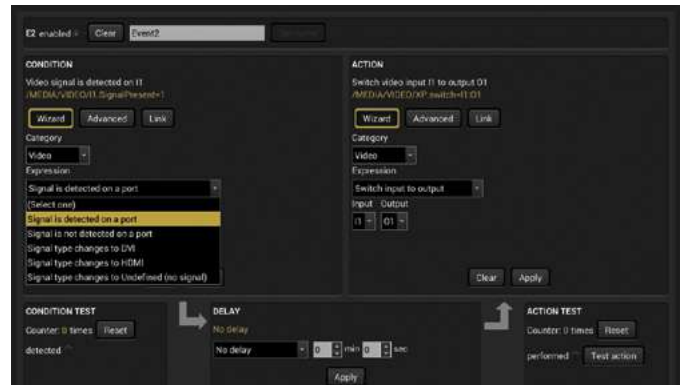 E2 enabled Clear Event2
CONDITION
Video signal is detected on I1
/MEDIA/VIDEO/I1.SignalPresent=1
Wizard Advanced Link
Category
Video
Expression
Signal is detected on a port
(Select one)
Signal is detected on a port
Signal is not detected on a port
Signal type changes to DVI
Signal type changes to HDMI
Signal type changes to Undefined (no signal)
ACTION
Switch video input I1 to output O1
/MEDIA/VIDEO/XP.switch=I1:O1
Wizard Advanced Link
Category
Video
Expression
Switch input to output
Input Output
I1 O1
Clear Apply
CONDITION TEST
Counter: 0 times Reset
detected
DELAY
No delay
No delay 0 min 0 sec
Apply
ACTION TEST
Counter: 0 times Reset
performed Test action